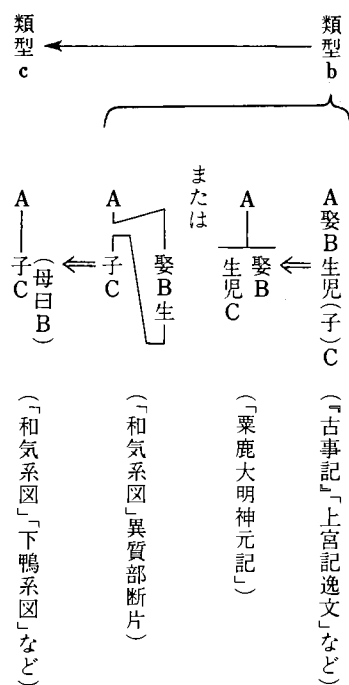 類型b
類型c
A娶B生児(子)C
(『古事記』「上宮記逸文」など)
A
娶B
生児C
(「粟鹿大明神元記」)
または
A
娶B生
子C
(「和気系図」異質部断片)
A
(母曰B)
子C
(「和気系図」「下鴨系図」など)